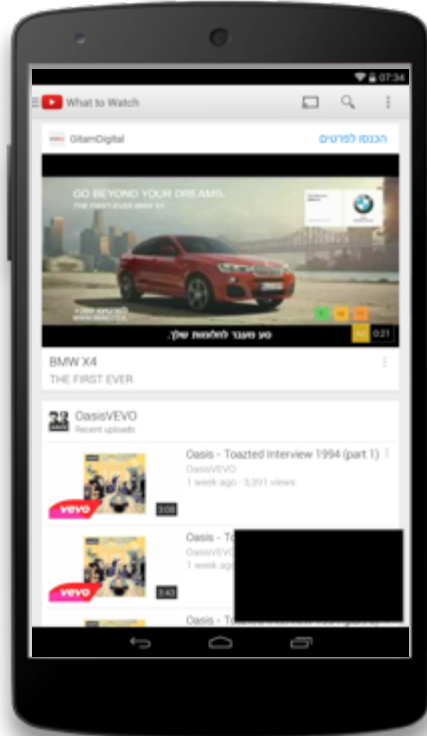 07:34
What to Watch
GitamDigital
הכנסו לפרטים
GO BEYOND YOUR DREAMS.
THE FIRST-EVER BMW X4
סע מעבר לחלומות שלך.
0:21
BMW X4
THE FIRST EVER
OasisVEVO
Recent uploads
Oasis - Toazted Interview 1994 (part 1)
OasisVEVO
1 week ago · 3,391 views
vevo
3:08
Oasis - To
OasisVEVO
1 week ago
vevo
3:43